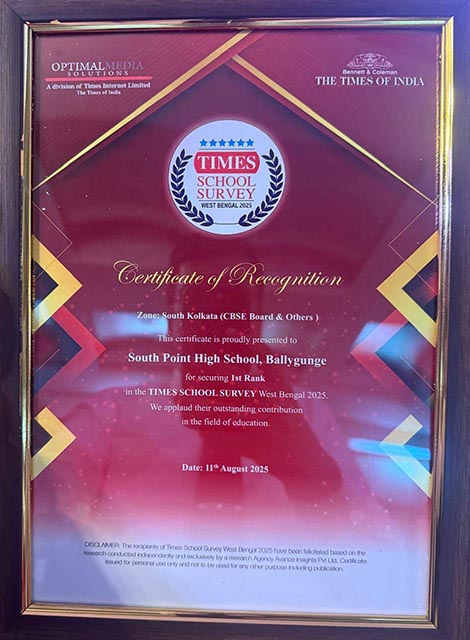 OPTIMALMEDIA
SOLUTIONS
A division of Times Internet Limited
The Times of India
Bennett & Coleman
THE TIMES OF INDIA
TIMES
SCHOOL
SURVEY
WEST BENGAL 2025
Certificate of Recognition
Zone: South Kolkata (CBSE Board & Others )
This certificate is proudly presented to
South Point High School, Ballygunge
for securing 1st Rank
in the TIMES SCHOOL SURVEY West Bengal 2025.
We applaud their outstanding contribution
in the field of education.
Date: 11th August 2025
DISCLAIMER: The recipients of Times School Survey West Bengal 2025 have been felicitated based on the
research conducted independently and exclusively by a research Agency Avance Insights Pvt Ltd. Certificate
issued for personal use only and not to be used for any other purpose including publication.